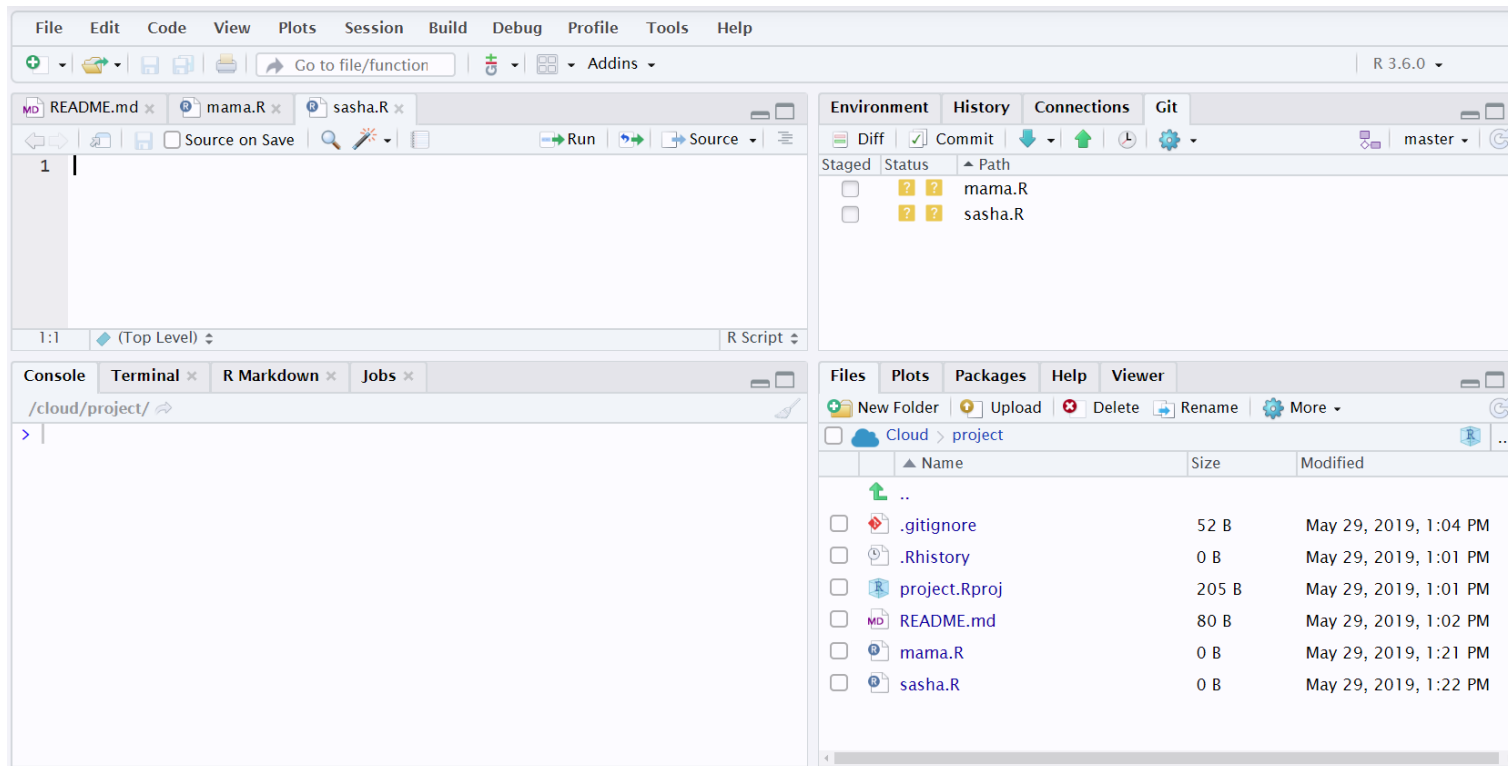 File Edit Code View Plots Session Build Debug Profile Tools Help
Go to file/function Addins R 3.6.0
README.md mama.R sasha.R
Source on Save Run Source
1
1:1 (Top Level) R Script
Environment History Connections Git
Diff Commit master
Staged Status Path
? ? mama.R
? ? sasha.R
Console Terminal R Markdown Jobs
/cloud/project/
>
Files Plots Packages Help Viewer
New Folder Upload Delete Rename More
Cloud > project ...
Name Size Modified
..
.gitignore 52 B May 29, 2019, 1:04 PM
.Rhistory 0 B May 29, 2019, 1:01 PM
project.Rproj 205 B May 29, 2019, 1:01 PM
README.md 80 B May 29, 2019, 1:02 PM
mama.R 0 B May 29, 2019, 1:21 PM
sasha.R 0 B May 29, 2019, 1:22 PM